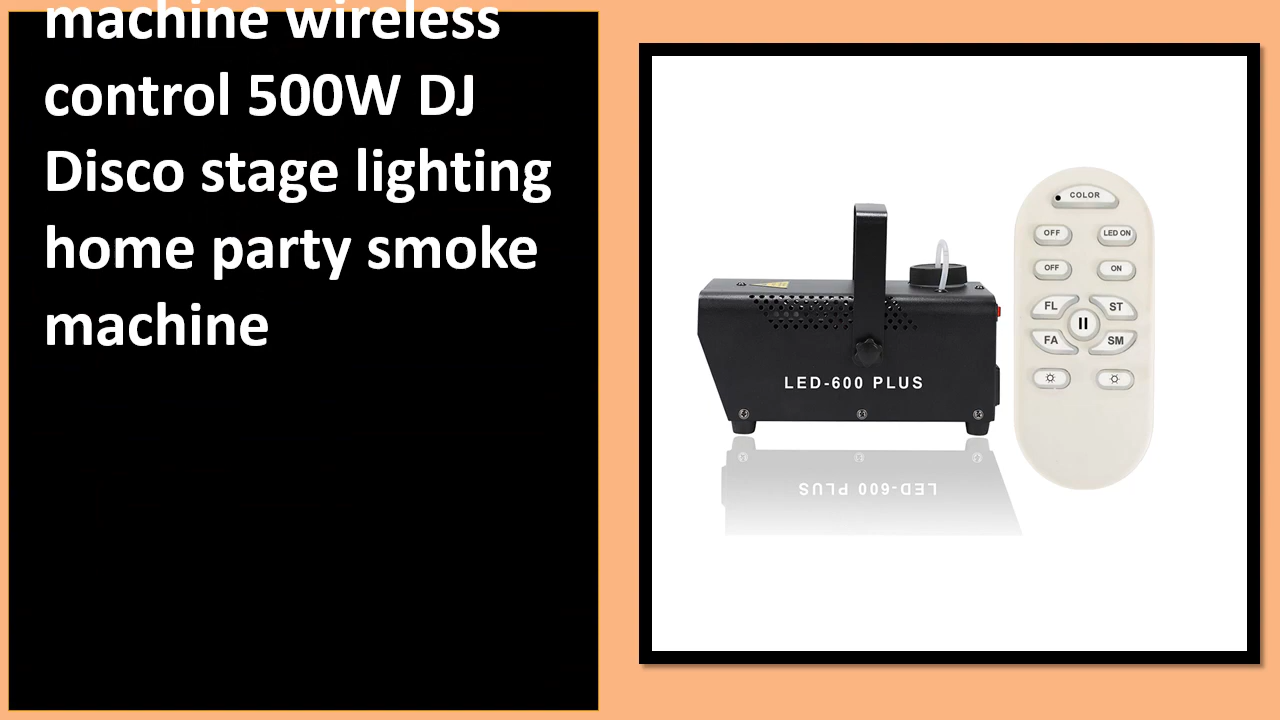 machine wireless
control 500W DJ
Disco stage lighting
home party smoke
machine
COLOR
OFF LED ON
OFF ON
FL ST
FA SM
LED-600 PLUS
LED-600 PLUS